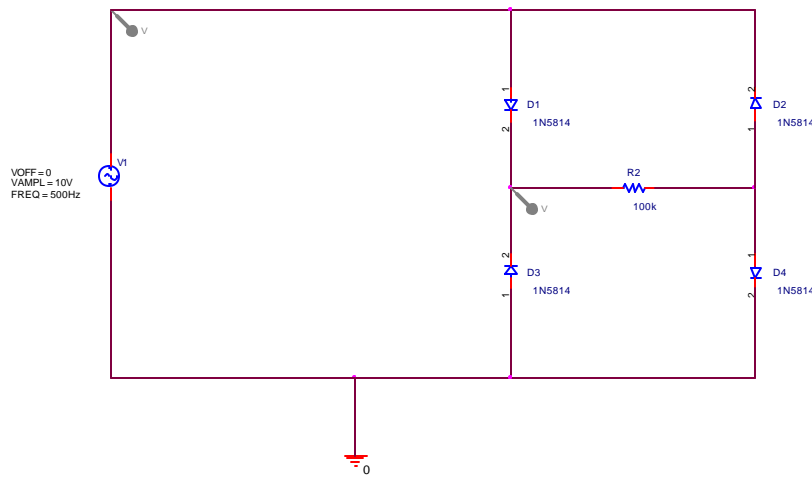 V
1
2
D1
1N5814
2
1
D2
1N5814
V1
VOFF = 0
VAMPL = 10V
FREQ = 500Hz
R2
100k
V
2
1
D3
1N5814
1
2
D4
1N5814
0